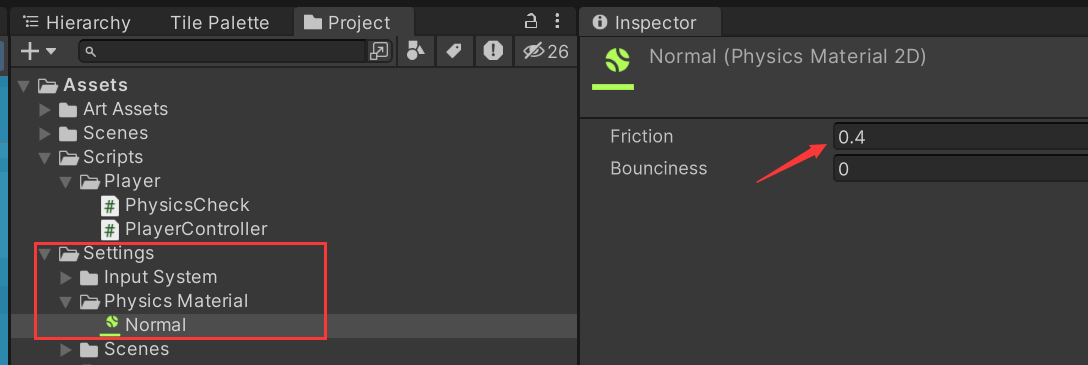 Hierarchy Tile Palette Project
26
Assets
Art Assets
Scenes
Scripts
Player
# PhysicsCheck
# PlayerController
Settings
Input System
Physics Material
Normal
Scenes
Inspector
Normal (Physics Material 2D)
Friction 0.4
Bounciness 0